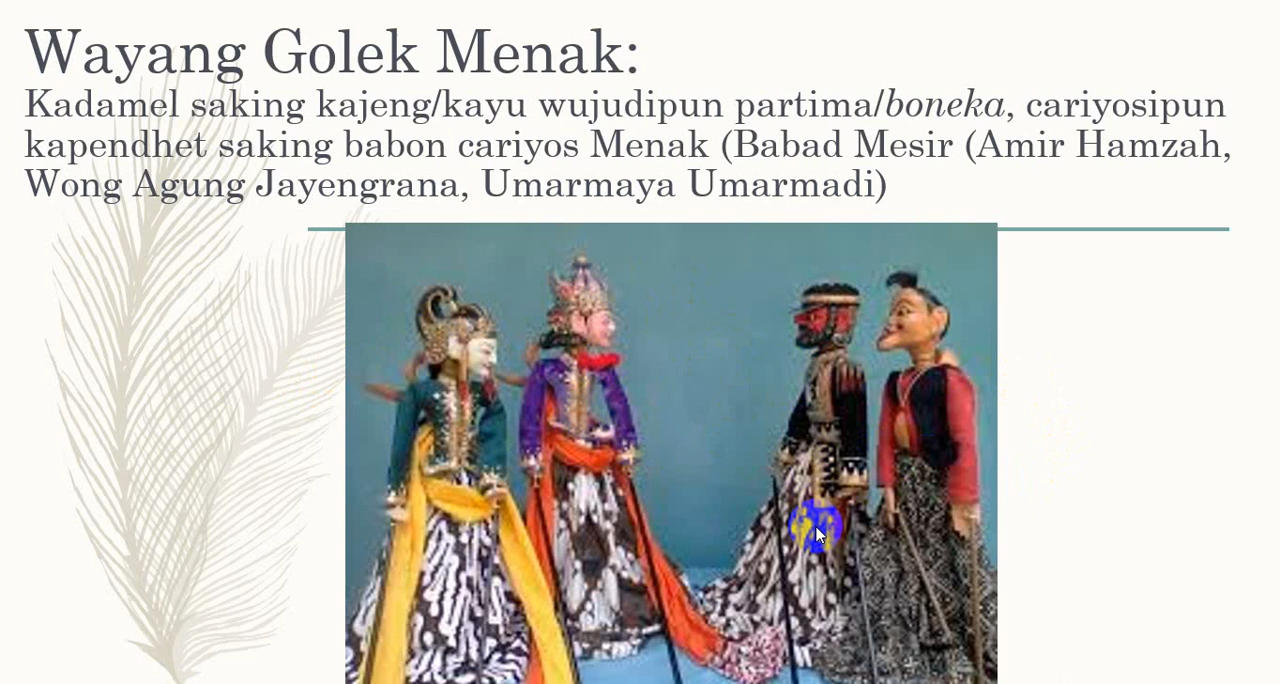 Wayang Golek Menak:
Kadamel saking kajeng/kayu wujudipun partima/boneka, cariyosipun
kapendhet saking babon cariyos Menak (Babad Mesir (Amir Hamzah,
Wong Agung Jayengrana, Umarmaya Umarmadi)